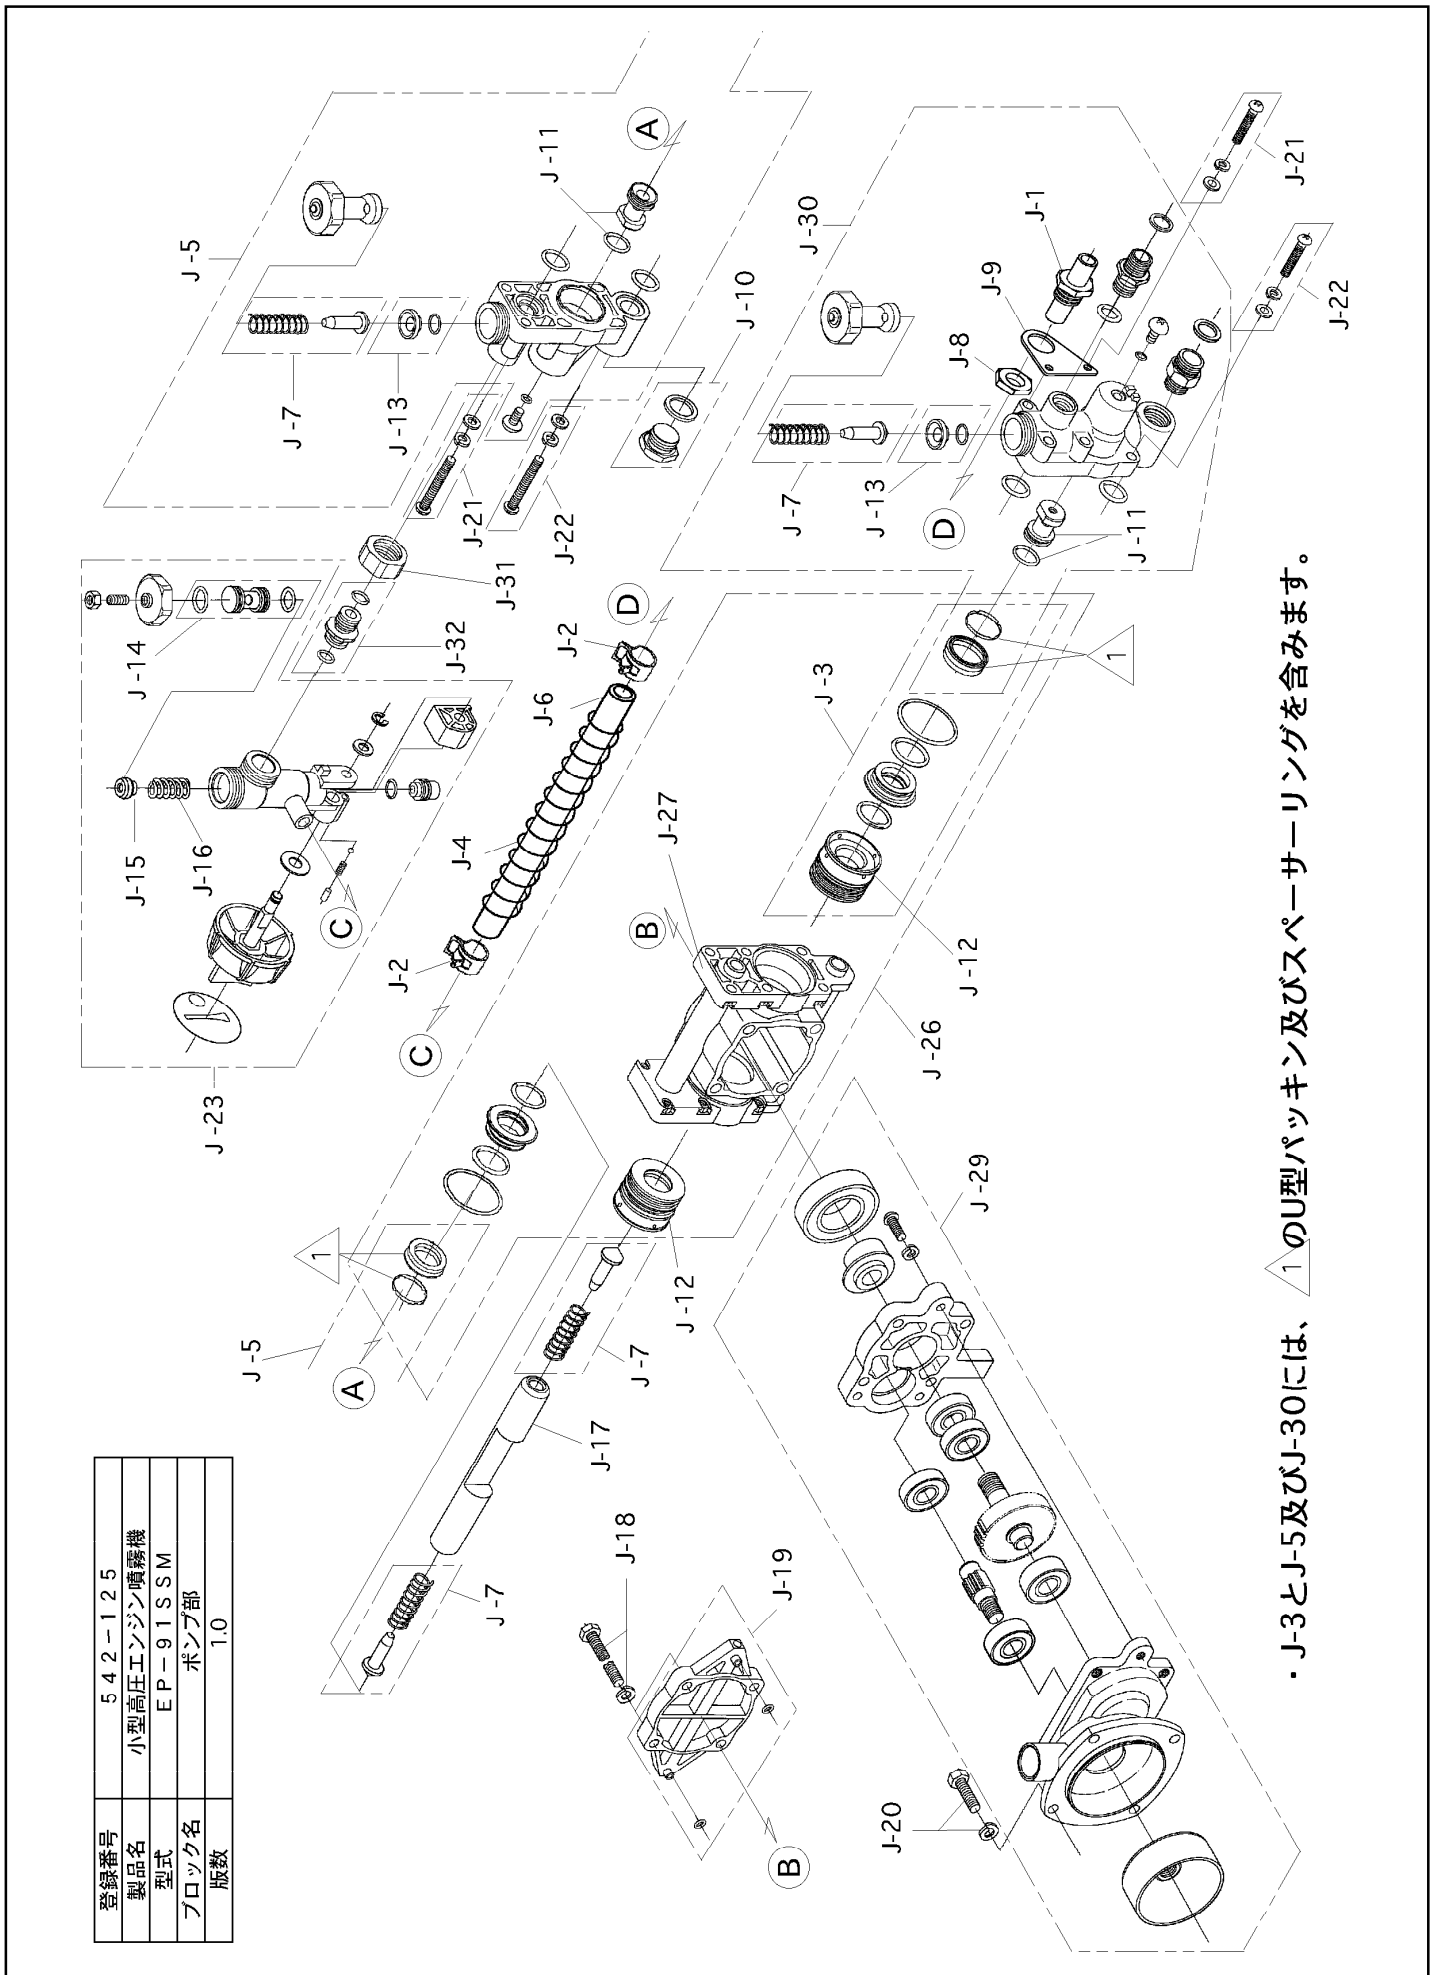 登録番号 542-125
製品名 小型高圧エンジン噴霧機
型式 EP-91SSM
ブロック名 ポンプ部
版数 1.0
J-23
J-15
J-16
J-14
C
J-32
J-31
J-21
J-22
J-7
J-13
J-5
J-11
A
J-10
J-5
A
1
C
J-2
J-4
J-6
J-2
D
J-7
J-17
J-7
J-12
B
J-27
J-26
J-12
J-3
1
J-7
J-13
D
J-11
J-30
J-8
J-9
J-1
J-22
J-21
J-18
J-19
B
J-20
J-29
・J-3とJ-5及びJ-30には、 1 のU型パッキン及びスペーサーリングを含みます。